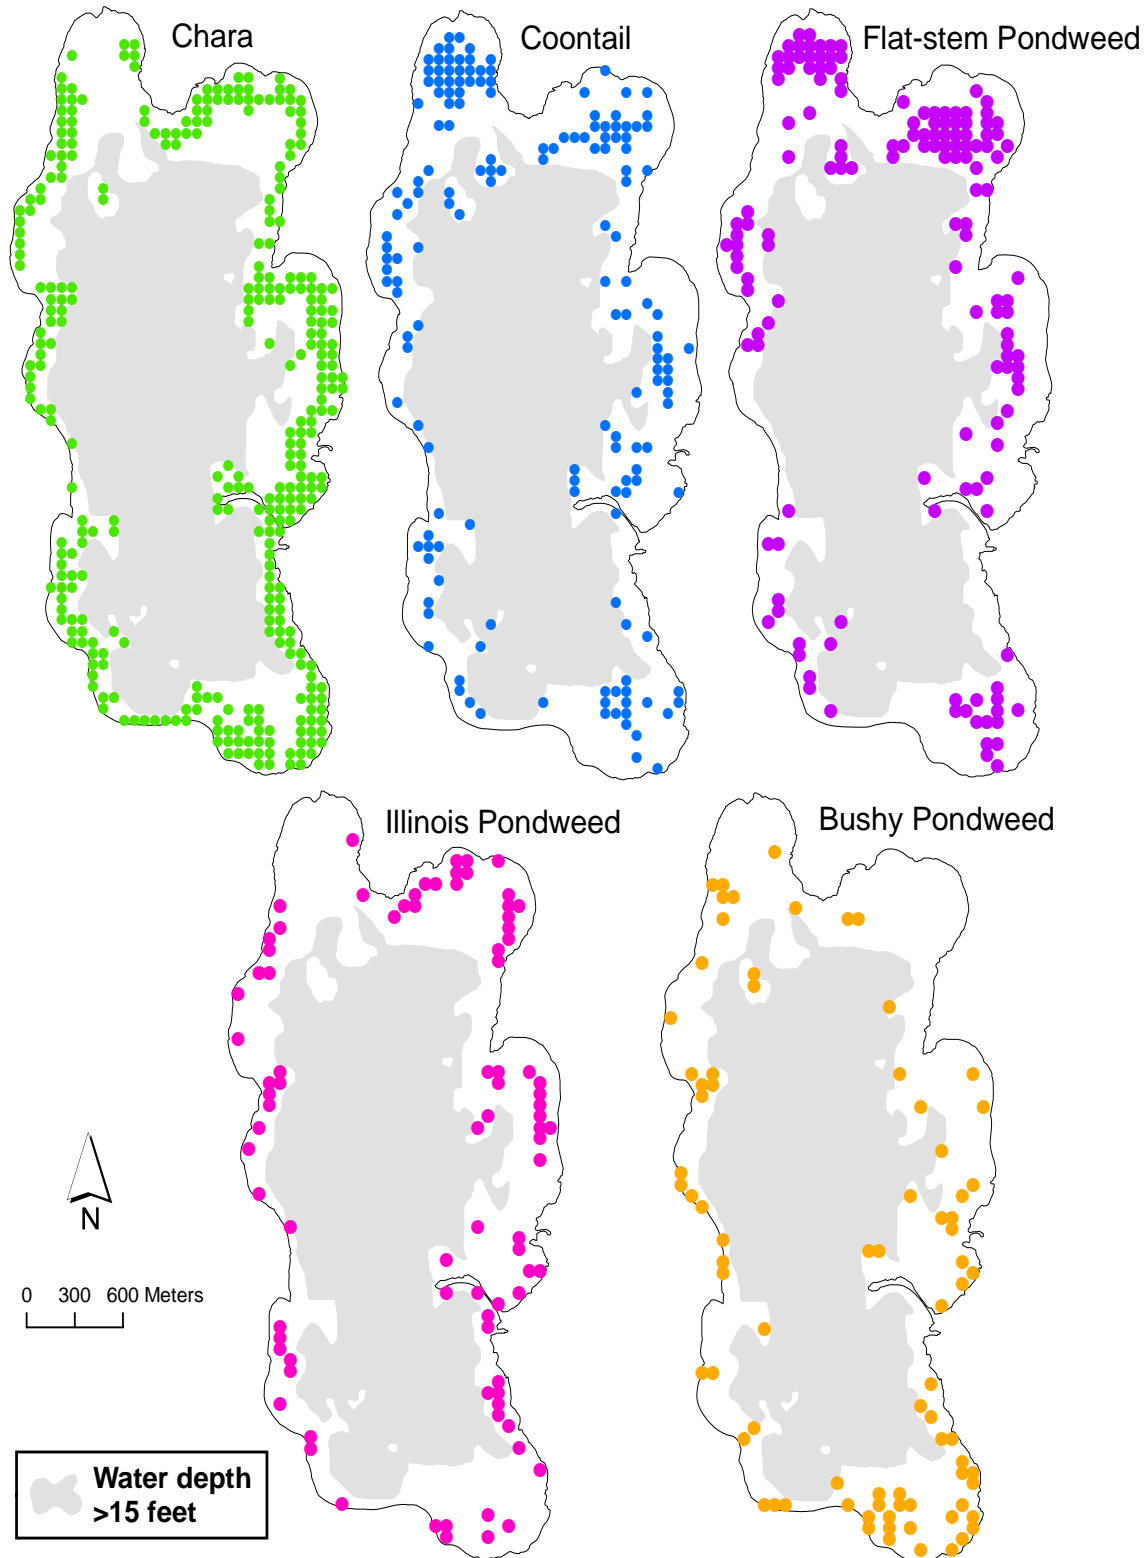 Chara
Coontail
Flat-stem Pondweed
Illinois Pondweed
Bushy Pondweed
N
0 300 600 Meters
Water depth
>15 feet